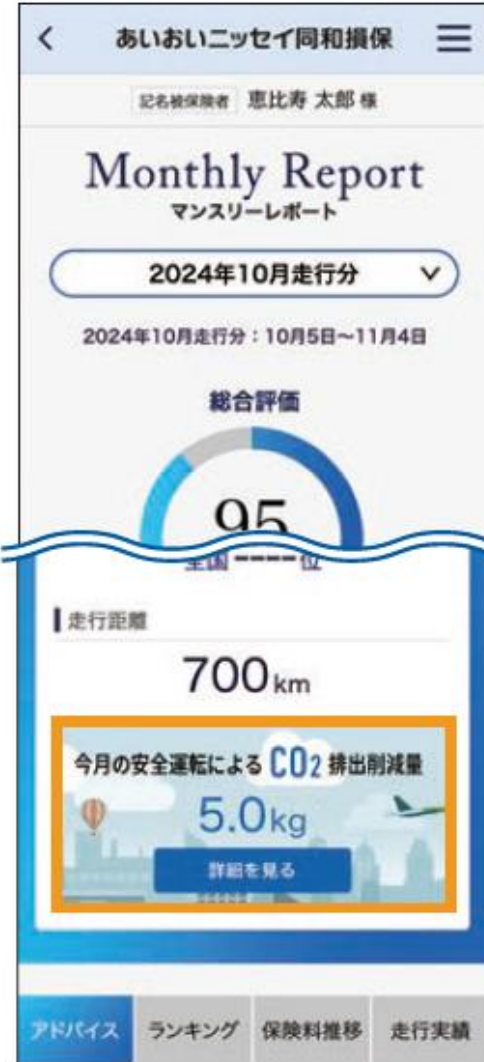 あいおいニッセイ同和損保
記名被保険者 恵比寿 太郎 様
Monthly Report
マンスリーレポート
2024年10月走行分
2024年10月走行分：10月5日〜11月4日
総合評価
95
全国 ---- 位
走行距離
700km
今月の安全運転による CO2 排出削減量
5.0kg
詳細を見る
アドバイス ランキング 保険料推移 走行実績